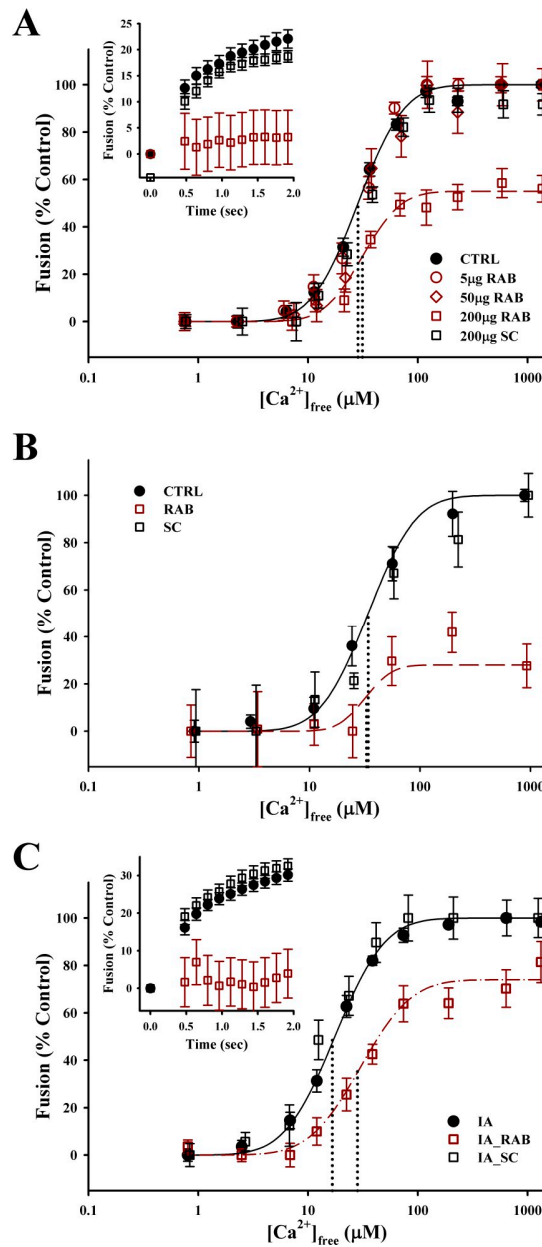 A
Fusion (% Control)
25
20
15
10
5
0
0.0 0.5 1.0 1.5 2.0
Time (sec)
Fusion (% Control)
100
80
60
40
20
0
CTRL
5μg RAB
50μg RAB
200μg RAB
200μg SC
0.1 1 10 100 1000
[Ca²⁺]free (μM)
B
Fusion (% Control)
100
80
60
40
20
0
CTRL
RAB
SC
0.1 1 10 100 1000
[Ca²⁺]free (μM)
C
Fusion (% Control)
30
20
10
0
0.0 0.5 1.0 1.5 2.0
Time (sec)
Fusion (% Control)
100
80
60
40
20
0
IA
IA_RAB
IA_SC
0.1 1 10 100 1000
[Ca²⁺]free (μM)